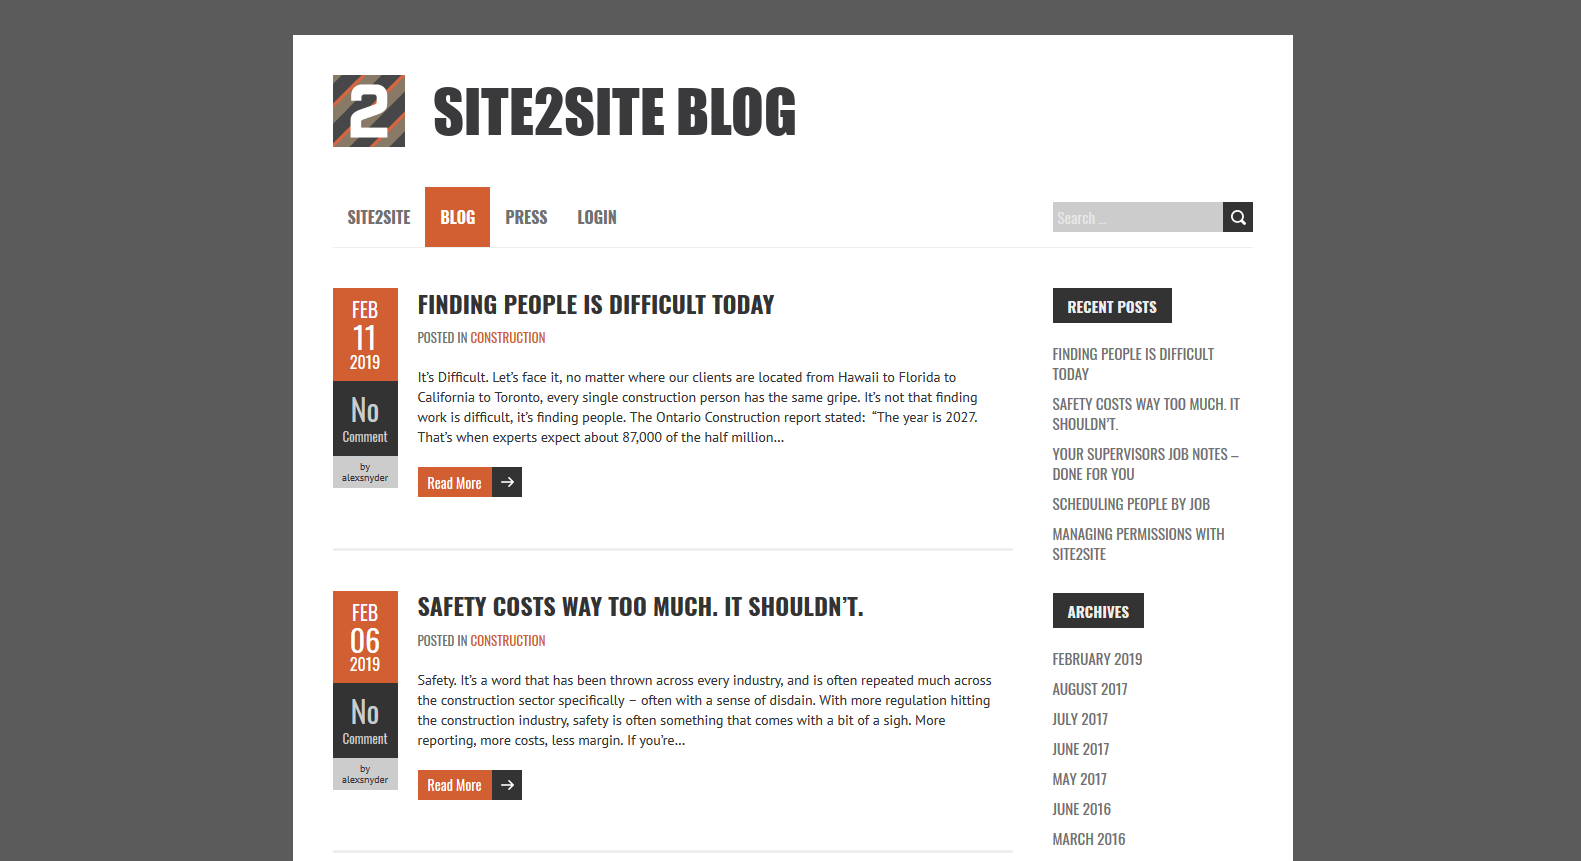 2
SITE2SITE BLOG
SITE2SITE
BLOG
PRESS
LOGIN
Search ...
FEB
11
2019
No
Comment
by
alexsnyder
FINDING PEOPLE IS DIFFICULT TODAY
POSTED IN CONSTRUCTION
It’s Difficult. Let’s face it, no matter where our clients are located from Hawaii to Florida to
California to Toronto, every single construction person has the same gripe. It’s not that finding
work is difficult, it’s finding people. The Ontario Construction report stated: “The year is 2027.
That’s when experts expect about 87,000 of the half million...
Read More
FEB
06
2019
No
Comment
by
alexsnyder
SAFETY COSTS WAY TOO MUCH. IT SHOULDN’T.
POSTED IN CONSTRUCTION
Safety. It’s a word that has been thrown across every industry, and is often repeated much across
the construction sector specifically – often with a sense of disdain. With more regulation hitting
the construction industry, safety is often something that comes with a bit of a sigh. More
reporting, more costs, less margin. If you’re...
Read More
RECENT POSTS
FINDING PEOPLE IS DIFFICULT
TODAY
SAFETY COSTS WAY TOO MUCH. IT
SHOULDN’T.
YOUR SUPERVISORS JOB NOTES –
DONE FOR YOU
SCHEDULING PEOPLE BY JOB
MANAGING PERMISSIONS WITH
SITE2SITE
ARCHIVES
FEBRUARY 2019
AUGUST 2017
JULY 2017
JUNE 2017
MAY 2017
JUNE 2016
MARCH 2016